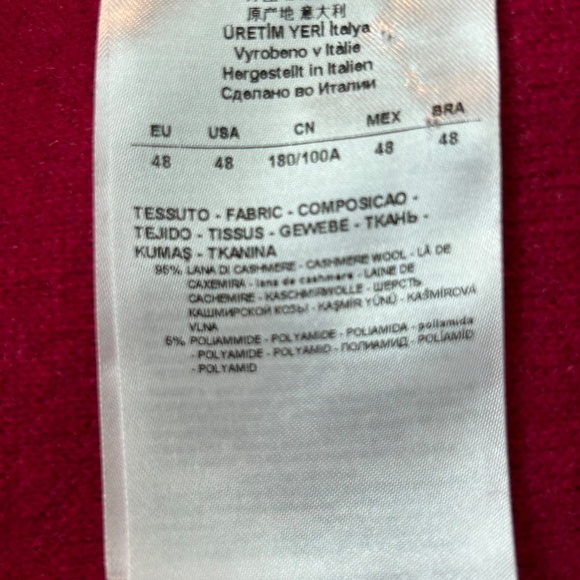 原产地 意大利
ÜRETİM YERİ İtalya
Vyrobeno v Itálie
Hergestellt in Italien
Сделано во Италии
EU USA CN MEX BRA
48 48 180/100A 48 48
TESSUTO - FABRIC - COMPOSICAO -
TEJIDO - TISSUS - GEWEBE - ТКАНЬ -
KUMAŞ - TKANINA
95% LANA DI CASHMERE - CASHMERE WOOL - LÃ DE
CAXEMIRA - lana de cashmere - LAINE DE
CACHEMIRE - KASCHMIRWOLLE - ШЕРСТЬ
КАШМИРСКОЙ КОЗЫ - KAŞMİR YÜNÜ - KAŠMÍROVÁ
VLNA
5% POLIAMMIDE - POLYAMIDE - POLIAMIDA - poliamida
- POLYAMIDE - POLYAMID - ПОЛИАМИД - POLİAMİD
- POLYAMID